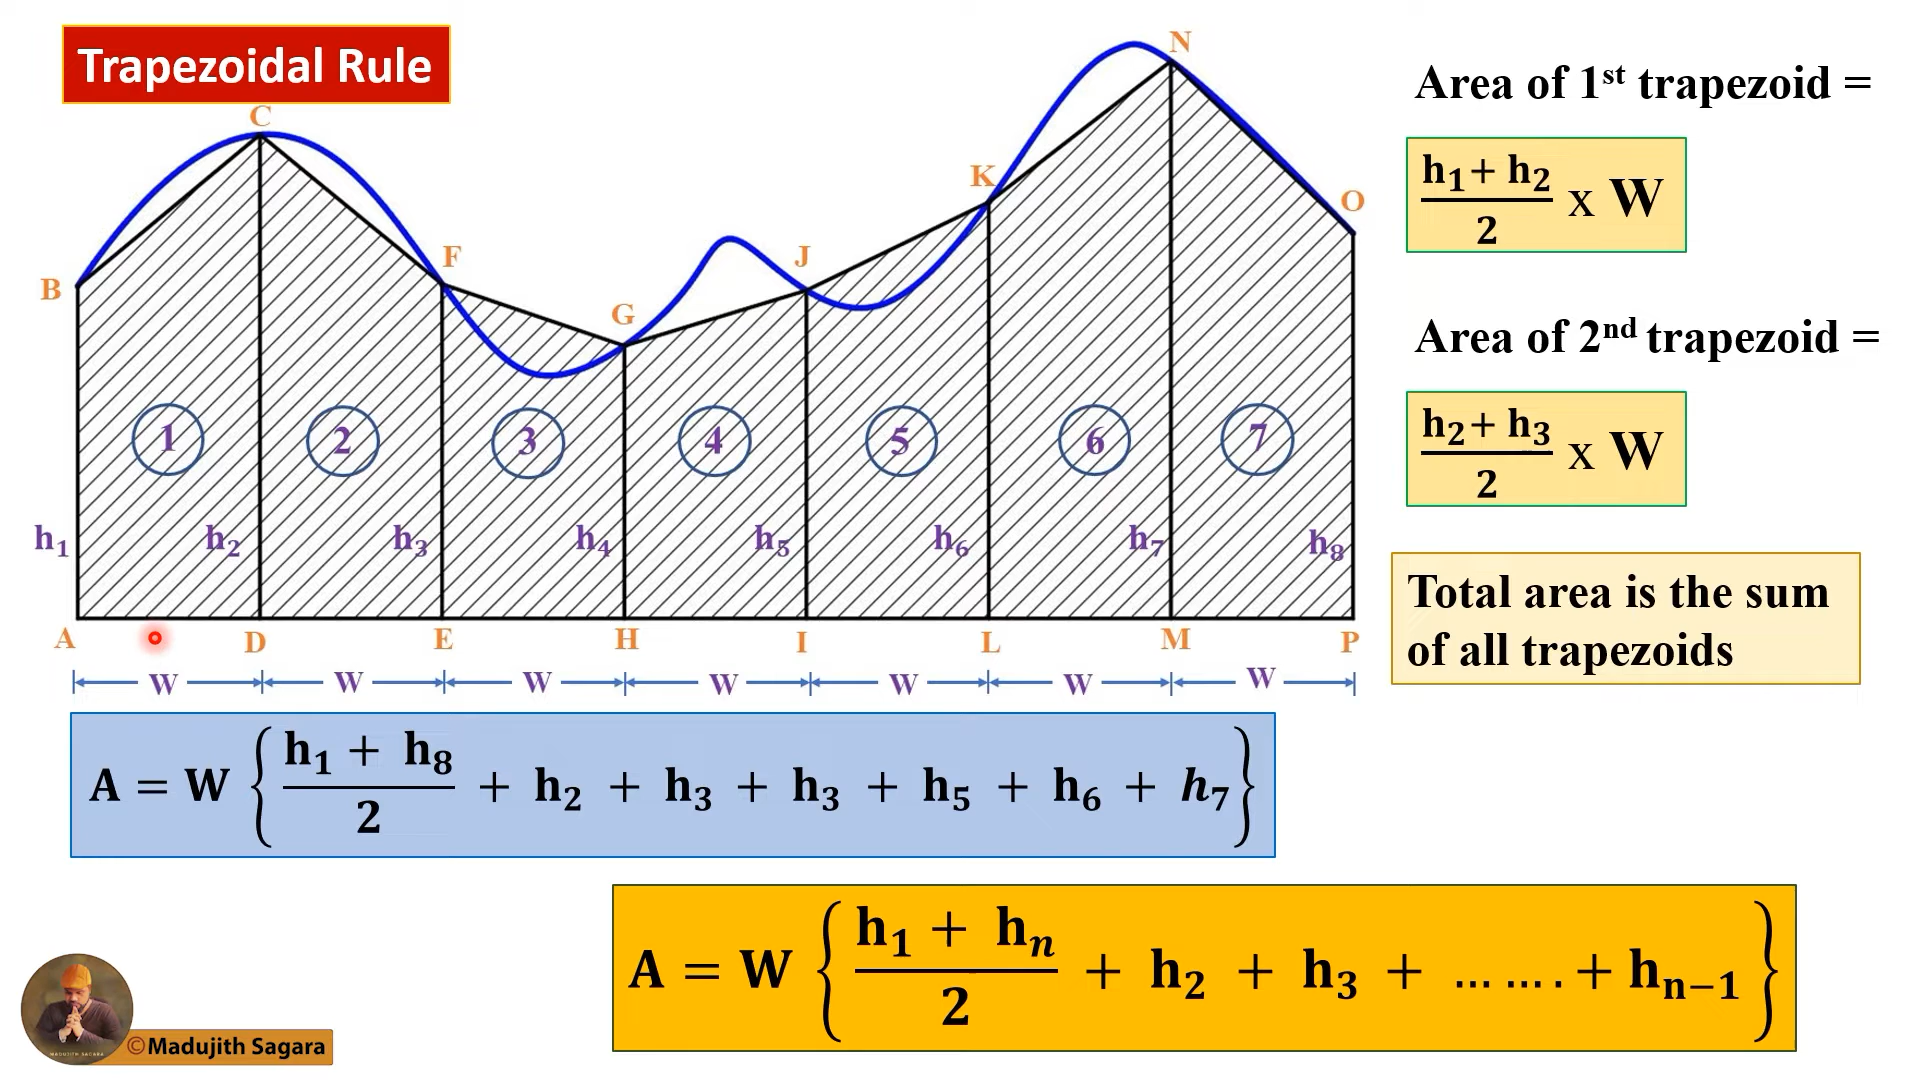 Trapezoidal Rule
N
C
Area of 1st trapezoid =
h1 + h2
2
x W
K
O
F
J
B
G
Area of 2nd trapezoid =
h2 + h3
2
x W
1 2 3 4 5 6 7
h1 h2 h3 h4 h5 h6 h7 h8
Total area is the sum
of all trapezoids
A D E H I L M P
W W W W W W W
A = W { (h1 + h8)/2 + h2 + h3 + h3 + h5 + h6 + h7 }
A = W { (h1 + hn)/2 + h2 + h3 + ... ... . + hn−1 }
MADUJITH SAGARA
©Madujith Sagara